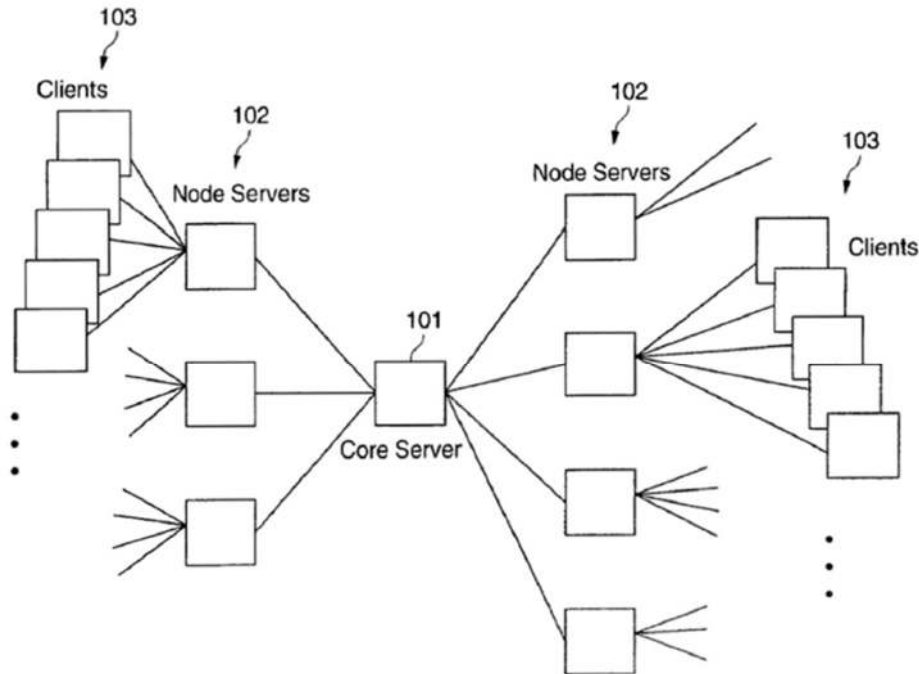 103
Clients
102
Node Servers
102
Node Servers
103
Clients
101
Core Server